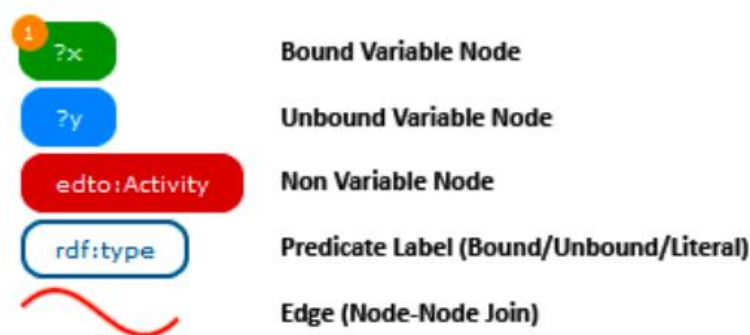 1
?x Bound Variable Node
?y Unbound Variable Node
edto:Activity Non Variable Node
rdf:type Predicate Label (Bound/Unbound/Literal)
Edge (Node-Node Join)